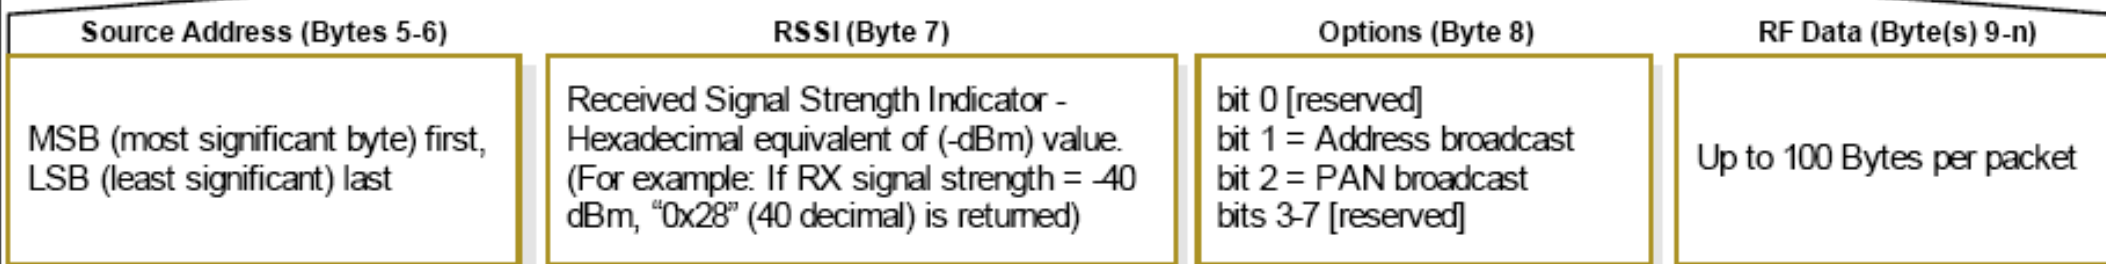 Source Address (Bytes 5-6)
MSB (most significant byte) first,
LSB (least significant) last
RSSI (Byte 7)
Received Signal Strength Indicator -
Hexadecimal equivalent of (-dBm) value.
(For example: If RX signal strength = -40
dBm, “0x28” (40 decimal) is returned)
Options (Byte 8)
bit 0 [reserved]
bit 1 = Address broadcast
bit 2 = PAN broadcast
bits 3-7 [reserved]
RF Data (Byte(s) 9-n)
Up to 100 Bytes per packet